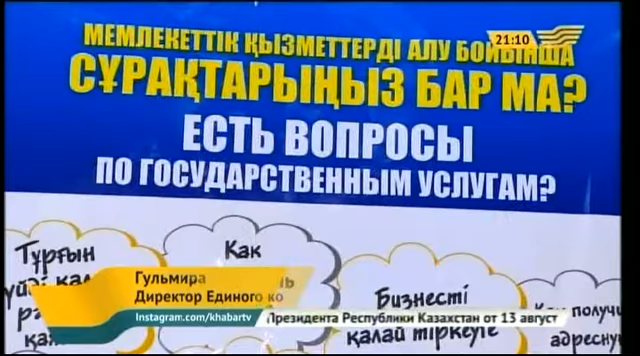 21:10
МЕМЛЕКЕТТІК ҚЫЗМЕТТЕРДІ АЛУ БОЙЫНША
СҰРАҚТАРЫҢЫЗ БАР МА?
ЕСТЬ ВОПРОСЫ
ПО ГОСУДАРСТВЕННЫМ УСЛУГАМ?
Тұрғын
Как
Бизнесті
қалай тіркеуге
Гульмира
Директор Единого ко
Instagram.com/khabartv
Президента Республики Казахстан от 13 август